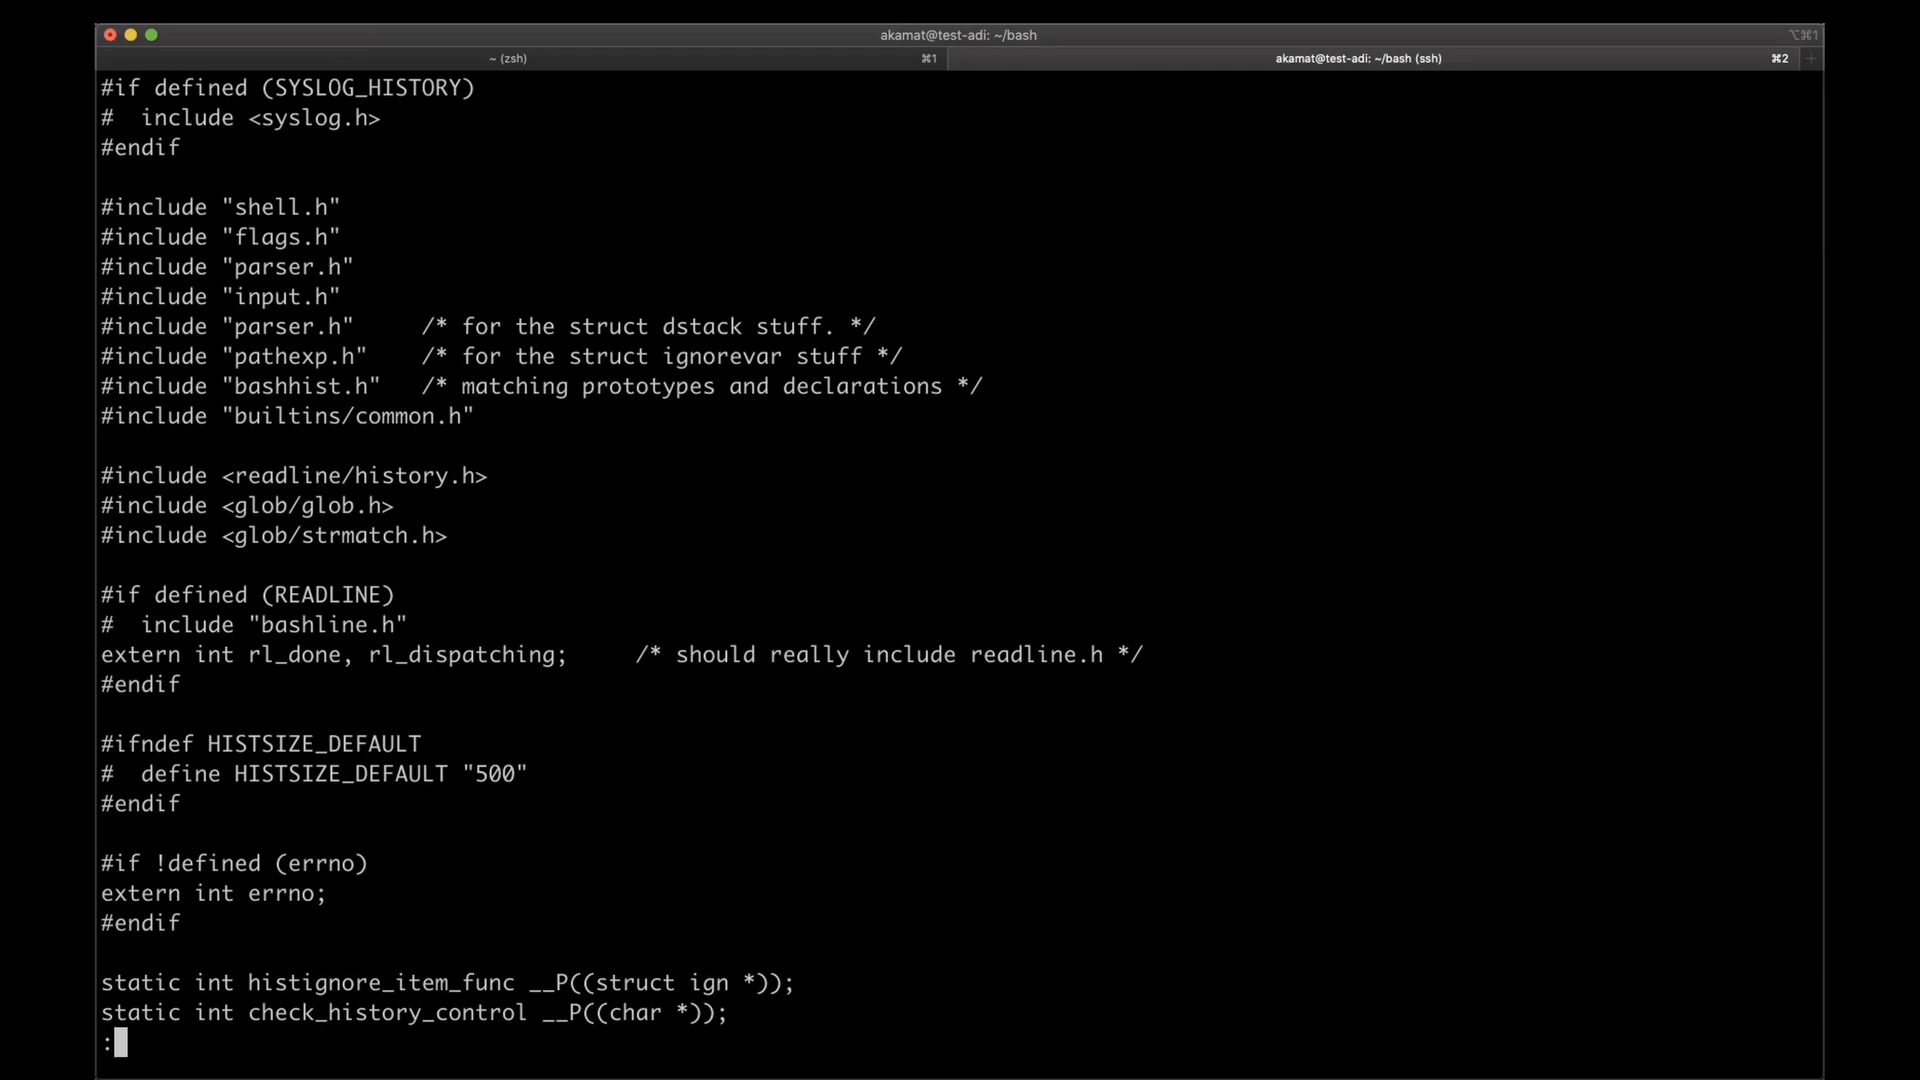 akamat@test-adi: ~/bash
⌥⌘1
~ (zsh)
⌘1
akamat@test-adi: ~/bash (ssh)
⌘2
+
#if defined (SYSLOG_HISTORY)
#  include <syslog.h>
#endif
#include "shell.h"
#include "flags.h"
#include "parser.h"
#include "input.h"
#include "parser.h"     /* for the struct dstack stuff. */
#include "pathexp.h"    /* for the struct ignorevar stuff */
#include "bashhist.h"   /* matching prototypes and declarations */
#include "builtins/common.h"
#include <readline/history.h>
#include <glob/glob.h>
#include <glob/strmatch.h>
#if defined (READLINE)
#  include "bashline.h"
extern int rl_done, rl_dispatching;     /* should really include readline.h */
#endif
#ifndef HISTSIZE_DEFAULT
#  define HISTSIZE_DEFAULT "500"
#endif
#if !defined (errno)
extern int errno;
#endif
static int histignore_item_func __P((struct ign *));
static int check_history_control __P((char *));
: